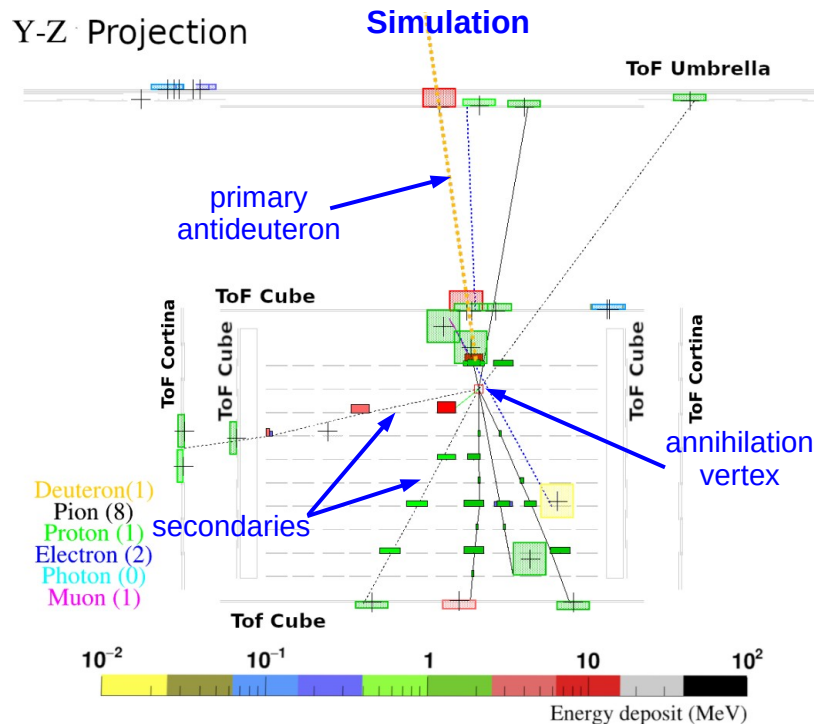 Y-Z Projection
Simulation
ToF Umbrella
primary
antideuteron
ToF Cube
ToF Cortina
ToF Cube
ToF Cube
ToF Cortina
annihilation
vertex
Deuteron(1)
Pion (8)
Proton (1)
Electron (2)
Photon (0)
Muon (1)
secondaries
Tof Cube
10⁻² 10⁻¹ 1 10 10²
Energy deposit (MeV)